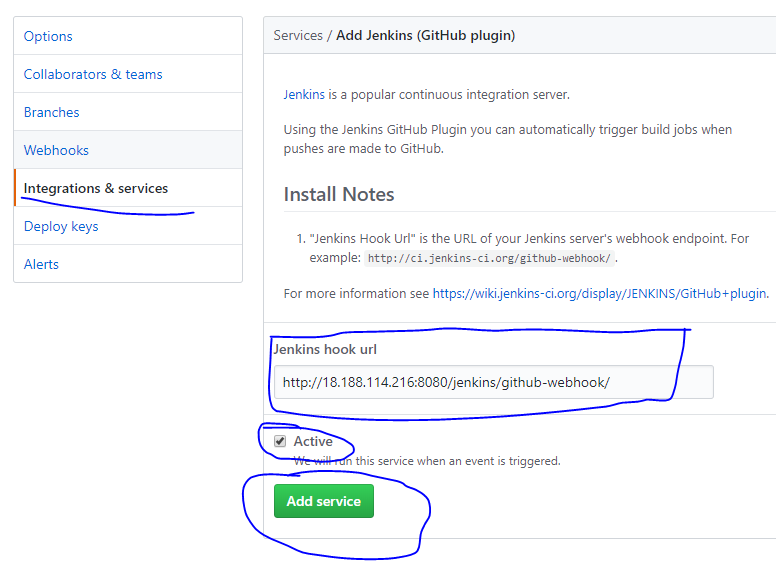 Options
Collaborators & teams
Branches
Webhooks
Integrations & services
Deploy keys
Alerts
Services / Add Jenkins (GitHub plugin)
Jenkins is a popular continuous integration server.
Using the Jenkins GitHub Plugin you can automatically trigger build jobs when
pushes are made to GitHub.
Install Notes
1. "Jenkins Hook Url" is the URL of your Jenkins server's webhook endpoint. For
example: http://ci.jenkins-ci.org/github-webhook/ .
For more information see https://wiki.jenkins-ci.org/display/JENKINS/GitHub+plugin.
Jenkins hook url
http://18.188.114.216:8080/jenkins/github-webhook/
Active
We will run this service when an event is triggered.
Add service